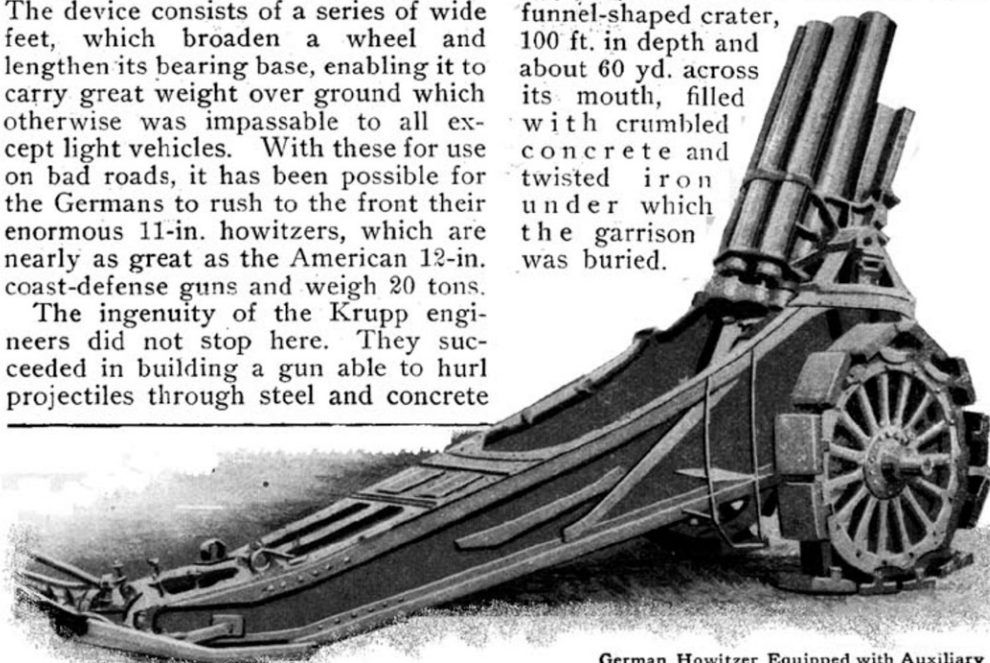 The device consists of a series of wide
feet, which broaden a wheel and
lengthen its bearing base, enabling it to
carry great weight over ground which
otherwise was impassable to all ex-
cept light vehicles. With these for use
on bad roads, it has been possible for
the Germans to rush to the front their
enormous 11-in. howitzers, which are
nearly as great as the American 12-in.
coast-defense guns and weigh 20 tons.
The ingenuity of the Krupp engi-
neers did not stop here. They suc-
ceeded in building a gun able to hurl
projectiles through steel and concrete
funnel-shaped crater,
100 ft. in depth and
about 60 yd. across
its mouth, filled
with crumbled
concrete and
twisted iron
under which
the garrison
was buried.
German Howitzer Equipped with Auxiliary